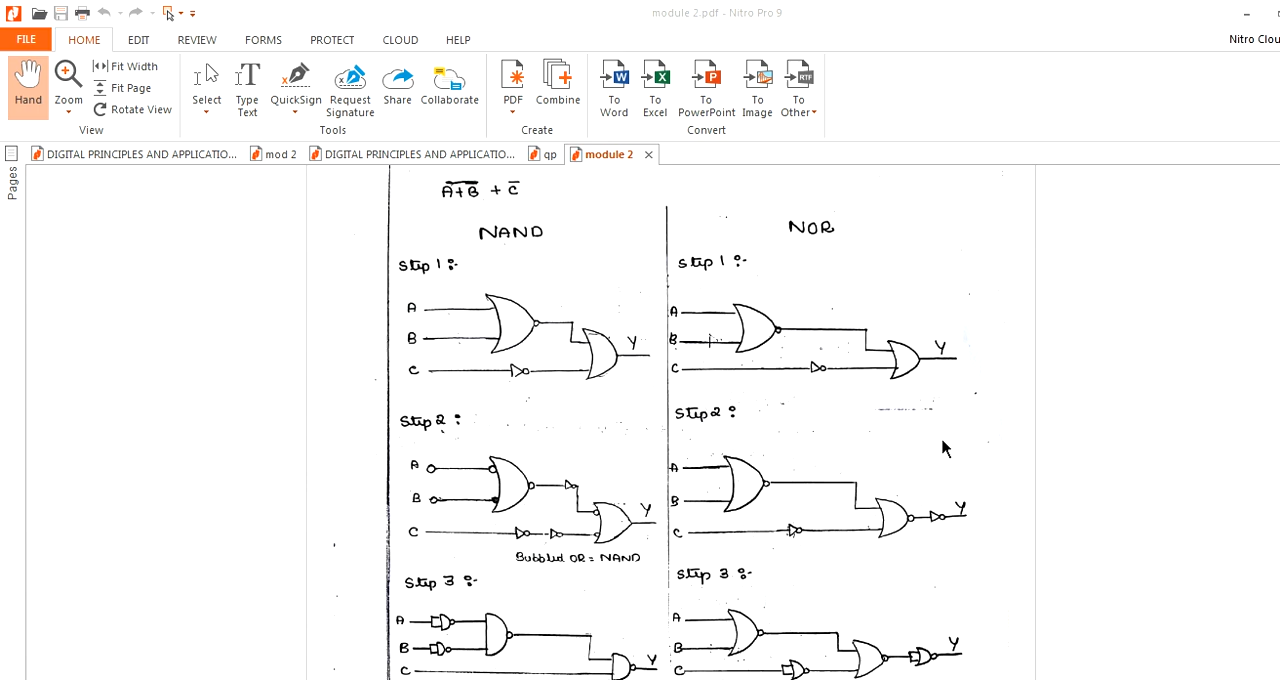 module 2.pdf - Nitro Pro 9
FILE HOME EDIT REVIEW FORMS PROTECT CLOUD HELP Nitro Clou
Hand
Zoom
Fit Width
Fit Page
Rotate View
View
Select
Type Text
QuickSign
Request Signature
Share
Collaborate
Tools
PDF
Combine
Create
To Word
To Excel
To PowerPoint
To Image
To Other
Convert
DIGITAL PRINCIPLES AND APPLICATIO... mod 2 DIGITAL PRINCIPLES AND APPLICATIO... qp module 2
Pages
A̅+̅B̅ + C̅
NAND
Step 1 :-
A
B
C
Y
Step 2 :
A
B
C
Y
Bubbled OR = NAND
Step 3 :-
A
B
C
Y
NOR
Step 1 :-
A
B
C
Y
Step 2 :
A
B
C
Y
Step 3 :-
A
B
C
Y